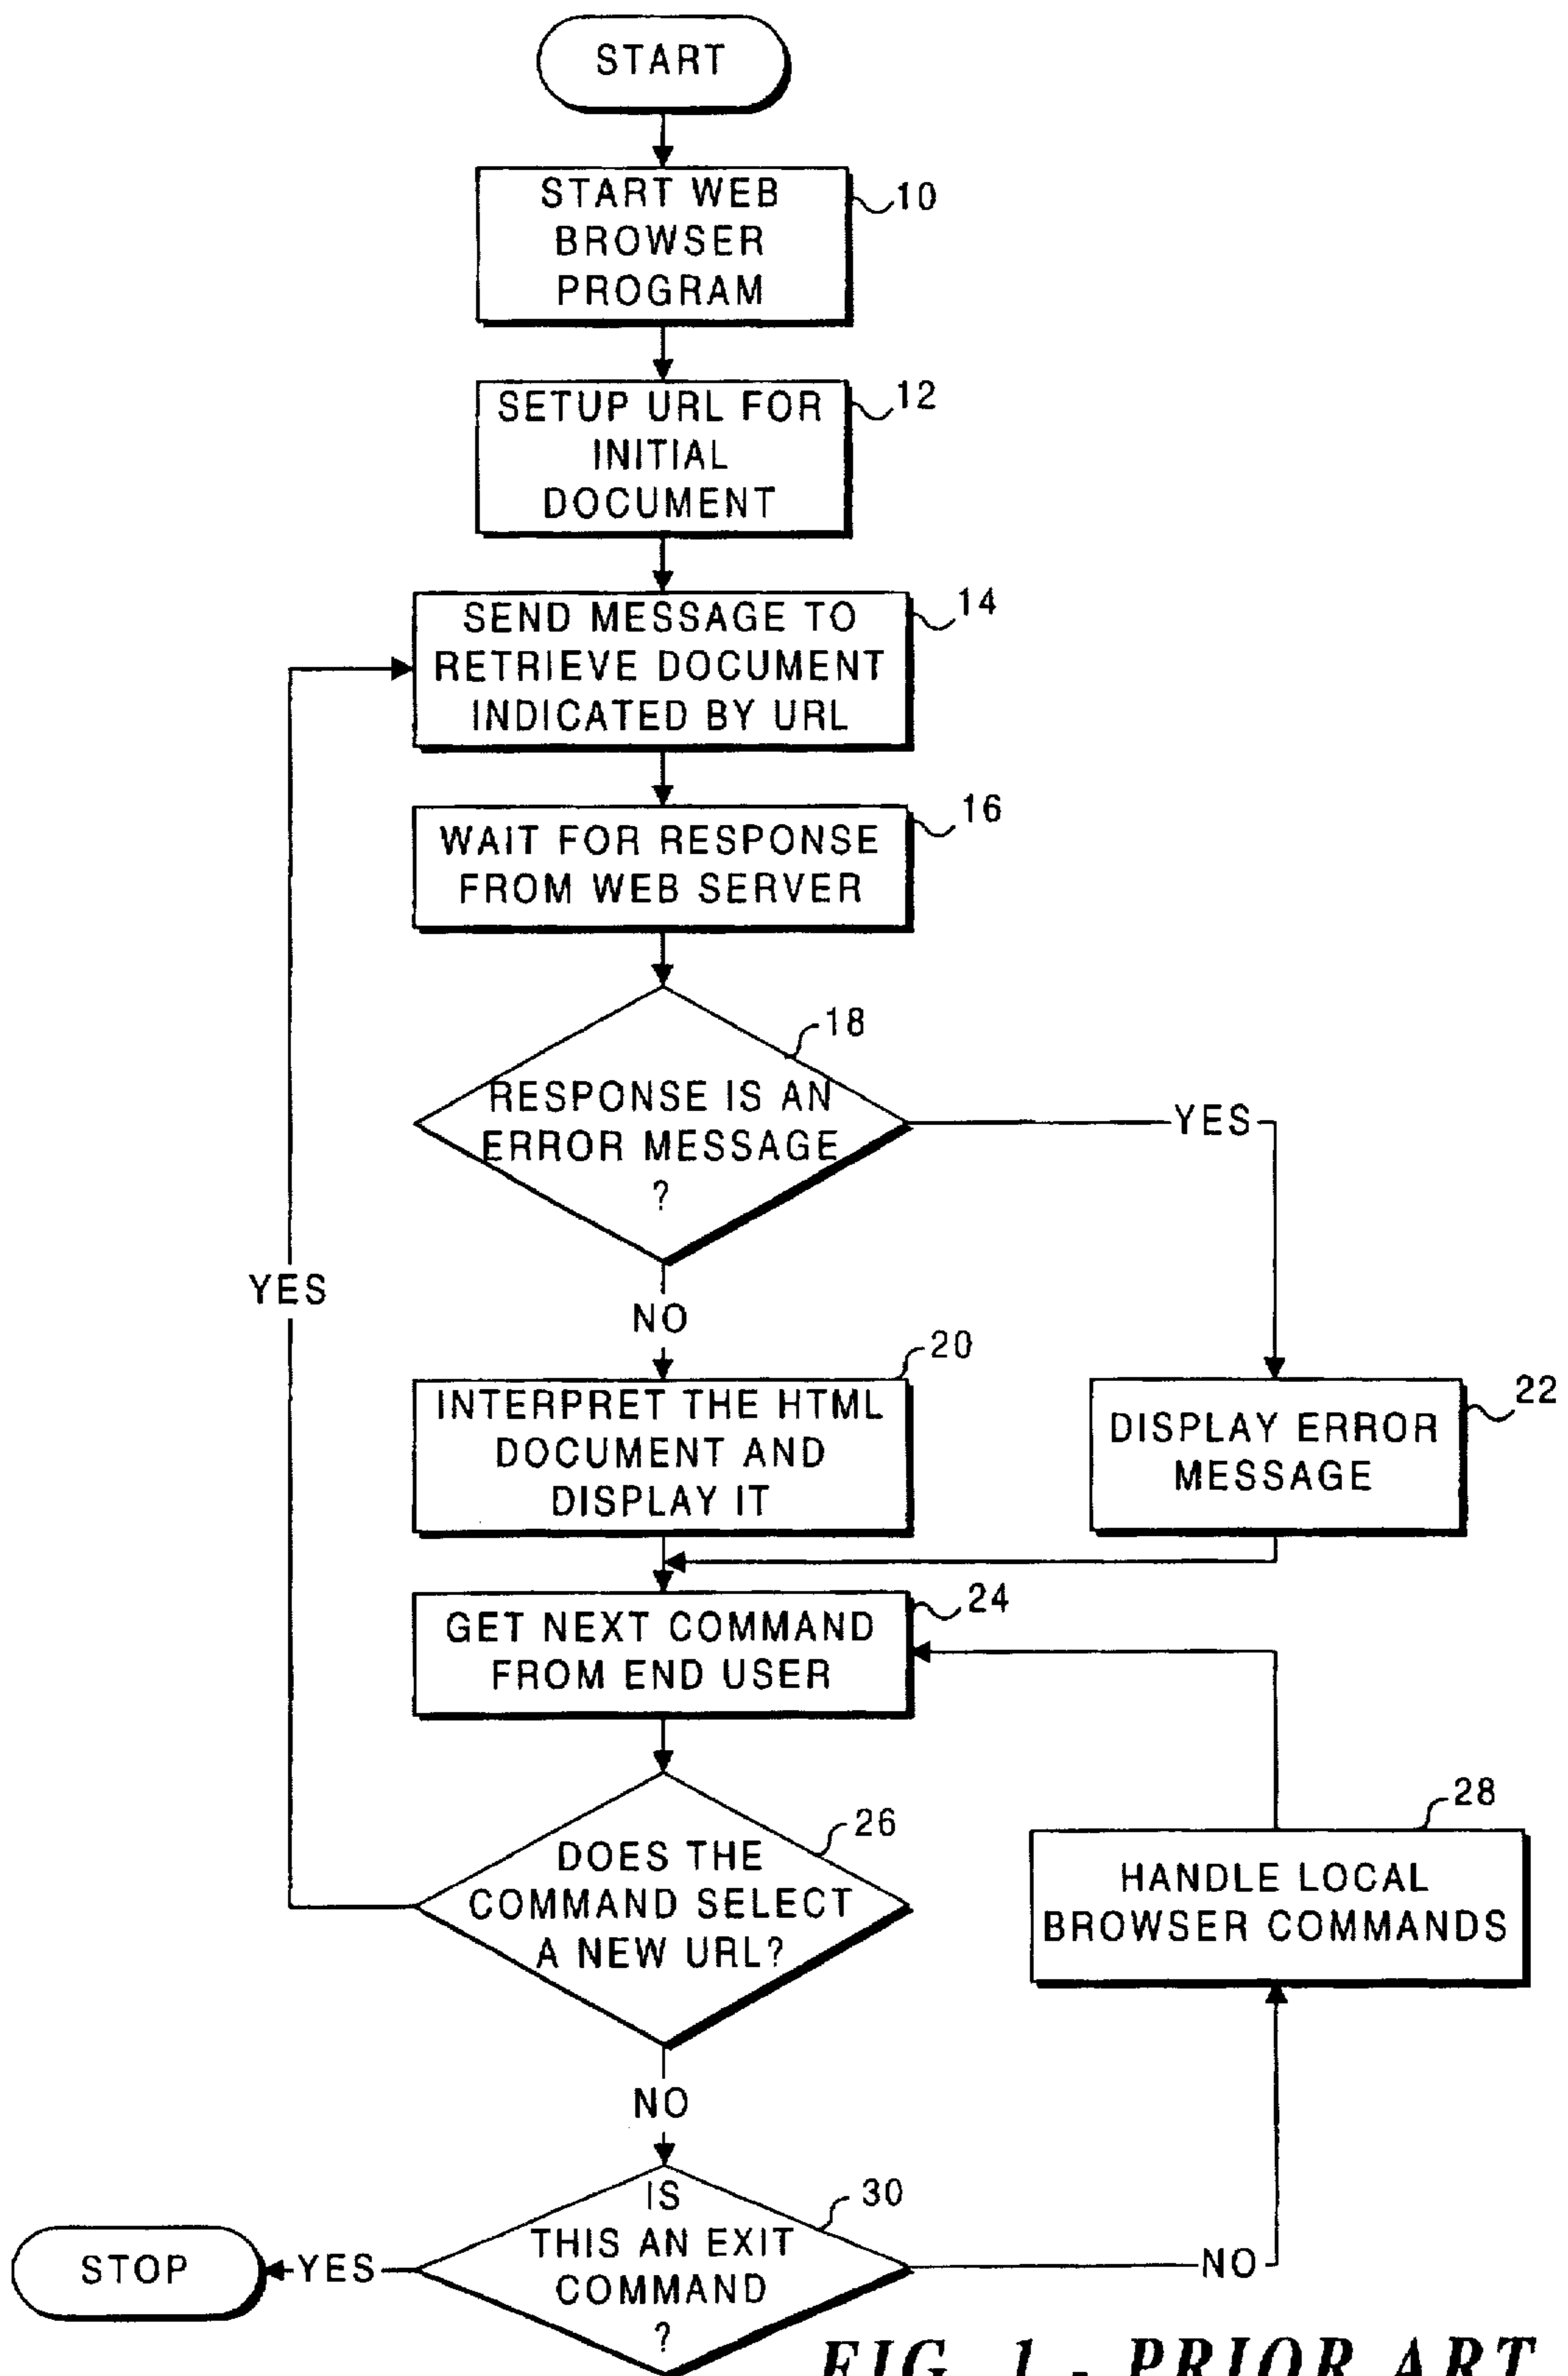 START
START WEB
BROWSER
PROGRAM
10
SETUP URL FOR
INITIAL
DOCUMENT
12
SEND MESSAGE TO
RETRIEVE DOCUMENT
INDICATED BY URL
14
WAIT FOR RESPONSE
FROM WEB SERVER
16
18
RESPONSE IS AN
ERROR MESSAGE
?
YES
YES
NO
20
INTERPRET THE HTML
DOCUMENT AND
DISPLAY IT
22
DISPLAY ERROR
MESSAGE
24
GET NEXT COMMAND
FROM END USER
26
DOES THE
COMMAND SELECT
A NEW URL?
28
HANDLE LOCAL
BROWSER COMMANDS
NO
30
IS
THIS AN EXIT
COMMAND
?
STOP
YES
NO
FIG. 1 - PRIOR ART